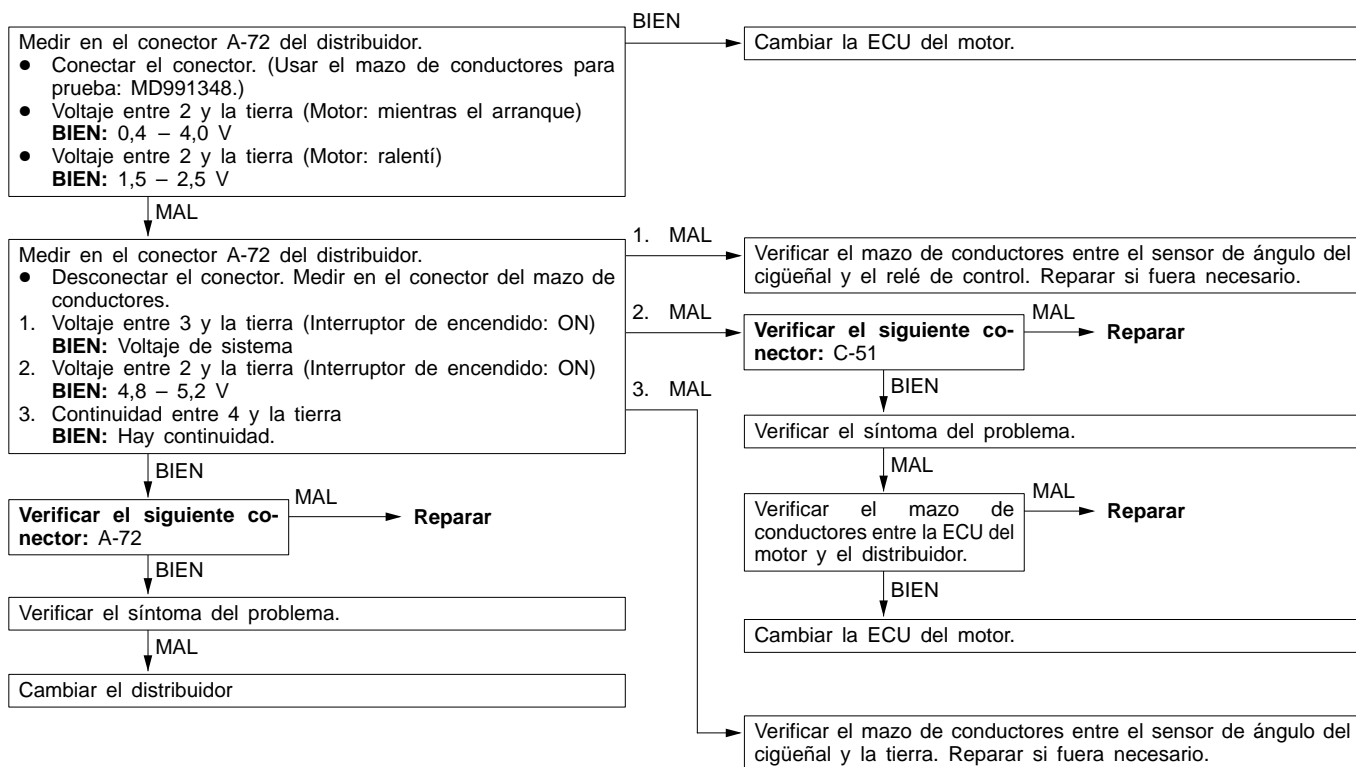 BIEN
Medir en el conector A-72 del distribuidor.
● Conectar el conector. (Usar el mazo de conductores para
prueba: MD991348.)
● Voltaje entre 2 y la tierra (Motor: mientras el arranque)
BIEN: 0,4 – 4,0 V
● Voltaje entre 2 y la tierra (Motor: ralentí)
BIEN: 1,5 – 2,5 V
Cambiar la ECU del motor.
MAL
Medir en el conector A-72 del distribuidor.
● Desconectar el conector. Medir en el conector del mazo de
conductores.
1. Voltaje entre 3 y la tierra (Interruptor de encendido: ON)
BIEN: Voltaje de sistema
2. Voltaje entre 2 y la tierra (Interruptor de encendido: ON)
BIEN: 4,8 – 5,2 V
3. Continuidad entre 4 y la tierra
BIEN: Hay continuidad.
1. MAL
Verificar el mazo de conductores entre el sensor de ángulo del
cigüeñal y el relé de control. Reparar si fuera necesario.
2. MAL
Verificar el siguiente co-
nector: C-51
MAL
Reparar
BIEN
Verificar el síntoma del problema.
MAL
Verificar el mazo de
conductores entre la ECU del
motor y el distribuidor.
MAL
Reparar
BIEN
Cambiar la ECU del motor.
3. MAL
Verificar el mazo de conductores entre el sensor de ángulo del
cigüeñal y la tierra. Reparar si fuera necesario.
BIEN
Verificar el siguiente co-
nector: A-72
MAL
Reparar
BIEN
Verificar el síntoma del problema.
MAL
Cambiar el distribuidor